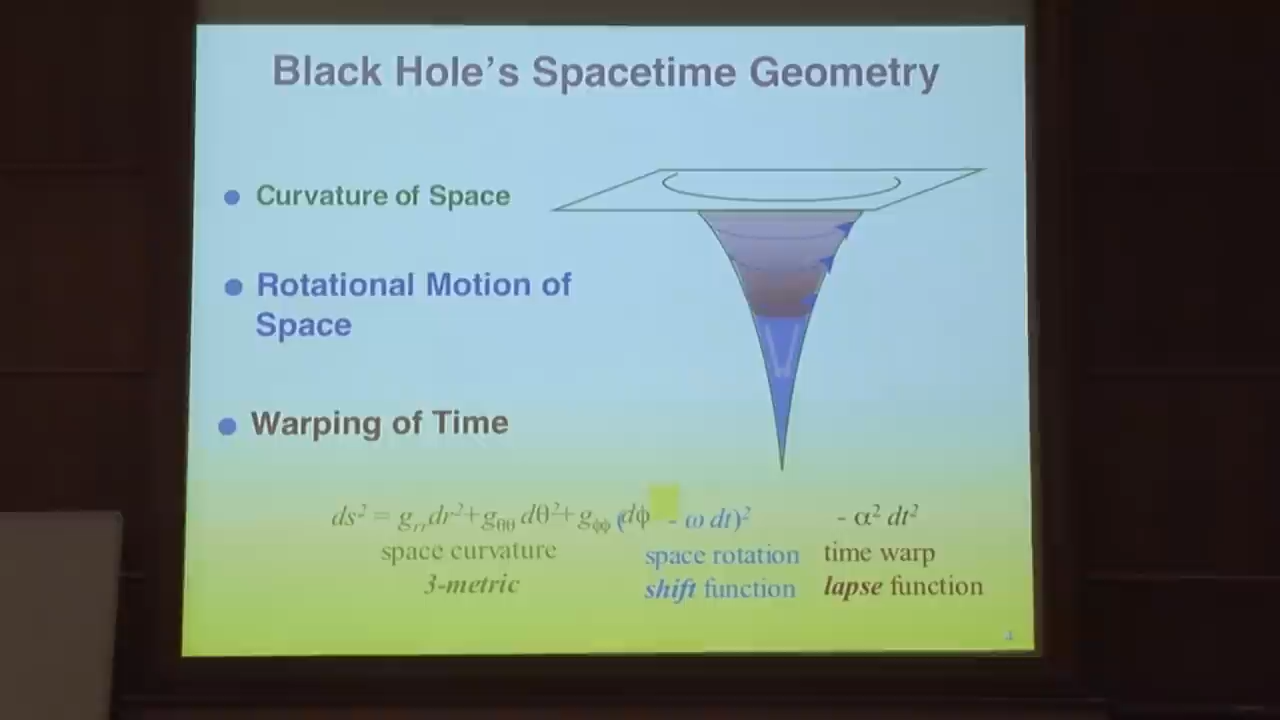 Black Hole's Spacetime Geometry
• Curvature of Space
• Rotational Motion of
Space
• Warping of Time
ds² = g_rr dr²+g_θθ dθ²+g_φφ (dφ - ω dt)² - α² dt²
space curvature space rotation time warp
3-metric shift function lapse function
4